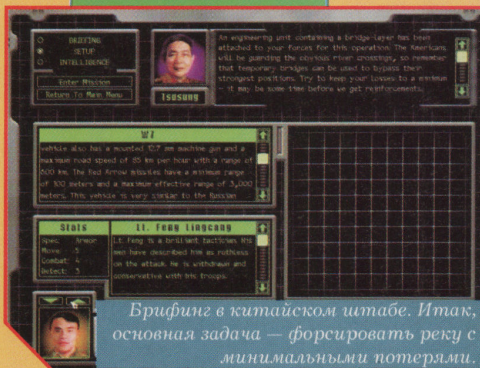 BRIEFING
SETUP
INTELLIGENCE
Enter Mission
Return To Main Menu
Tsosung
An engineering unit containing a bridge-layer has been
attached to your forces for this operation. The Americans
will be guarding the obvious river crossings, so remember
that temporary bridges can be used to bypass their
strongest positions. Try to keep your losses to a minimum
- it may be some time before we get reinforcements.
WZ
vehicle also has a mounted 12.7 mm machine gun and a
maximum road speed of 85 km per hour with a range of
600 km. The Red Arrow missiles have a minimum range
of 100 meters and a maximum effective range of 3,000
meters. This vehicle is very similar to the Russian
Stats
Spec: Armor
Move: 5
Combat: 4
Detect: 3
Lt. Feng Lingcang
Lt. Feng is a brilliant tactician. His
men have described him as ruthless
on the attack. He is withdrawn and
conservative with his troops.
Брифинг в китайском штабе. Итак,
основная задача — форсировать реку с
минимальными потерями.